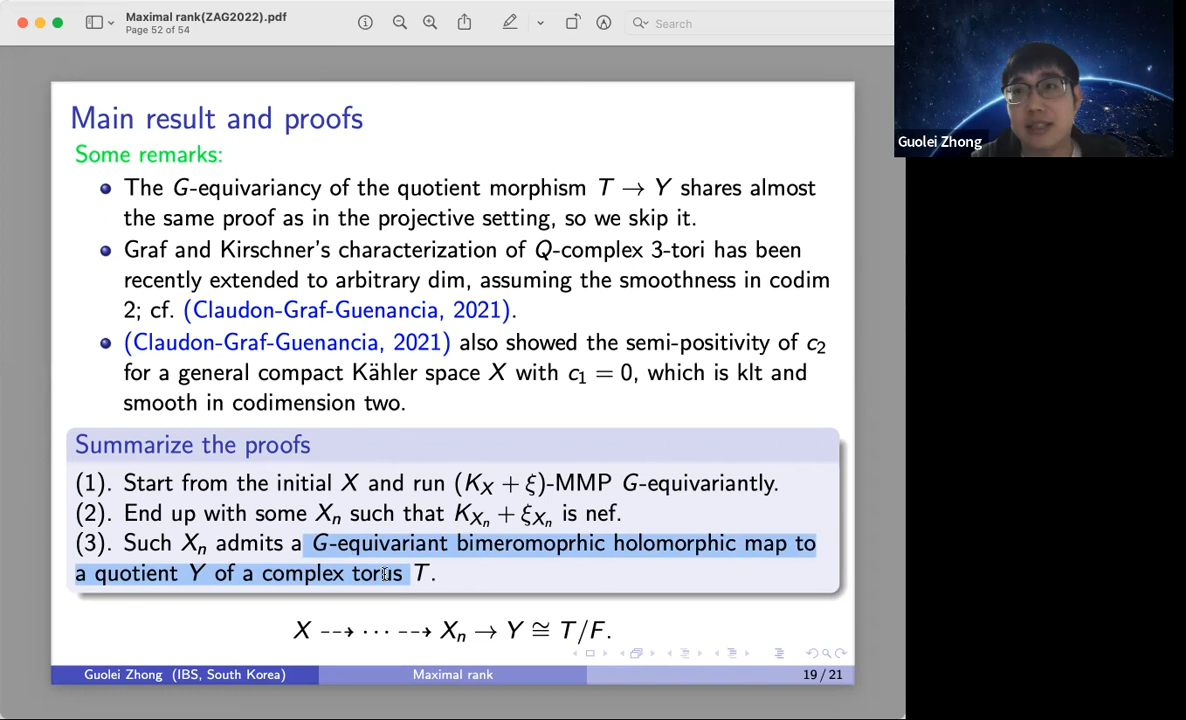 Maximal rank(ZAG2022).pdf
Page 52 of 54
Search
Guolei Zhong
Main result and proofs
Some remarks:
The G-equivariancy of the quotient morphism T → Y shares almost
the same proof as in the projective setting, so we skip it.
Graf and Kirschner's characterization of Q-complex 3-tori has been
recently extended to arbitrary dim, assuming the smoothness in codim
2; cf. (Claudon-Graf-Guenancia, 2021).
(Claudon-Graf-Guenancia, 2021) also showed the semi-positivity of c₂
for a general compact Kähler space X with c₁ = 0, which is klt and
smooth in codimension two.
Summarize the proofs
(1). Start from the initial X and run (K_X + ξ)-MMP G-equivariantly.
(2). End up with some Xₙ such that K_{Xₙ} + ξ_{Xₙ} is nef.
(3). Such Xₙ admits a G-equivariant bimeromoprhic holomorphic map to
a quotient Y of a complex torus T.
X ⇢ ⋯ ⇢ Xₙ → Y ≅ T/F.
Guolei Zhong (IBS, South Korea)
Maximal rank
19 / 21